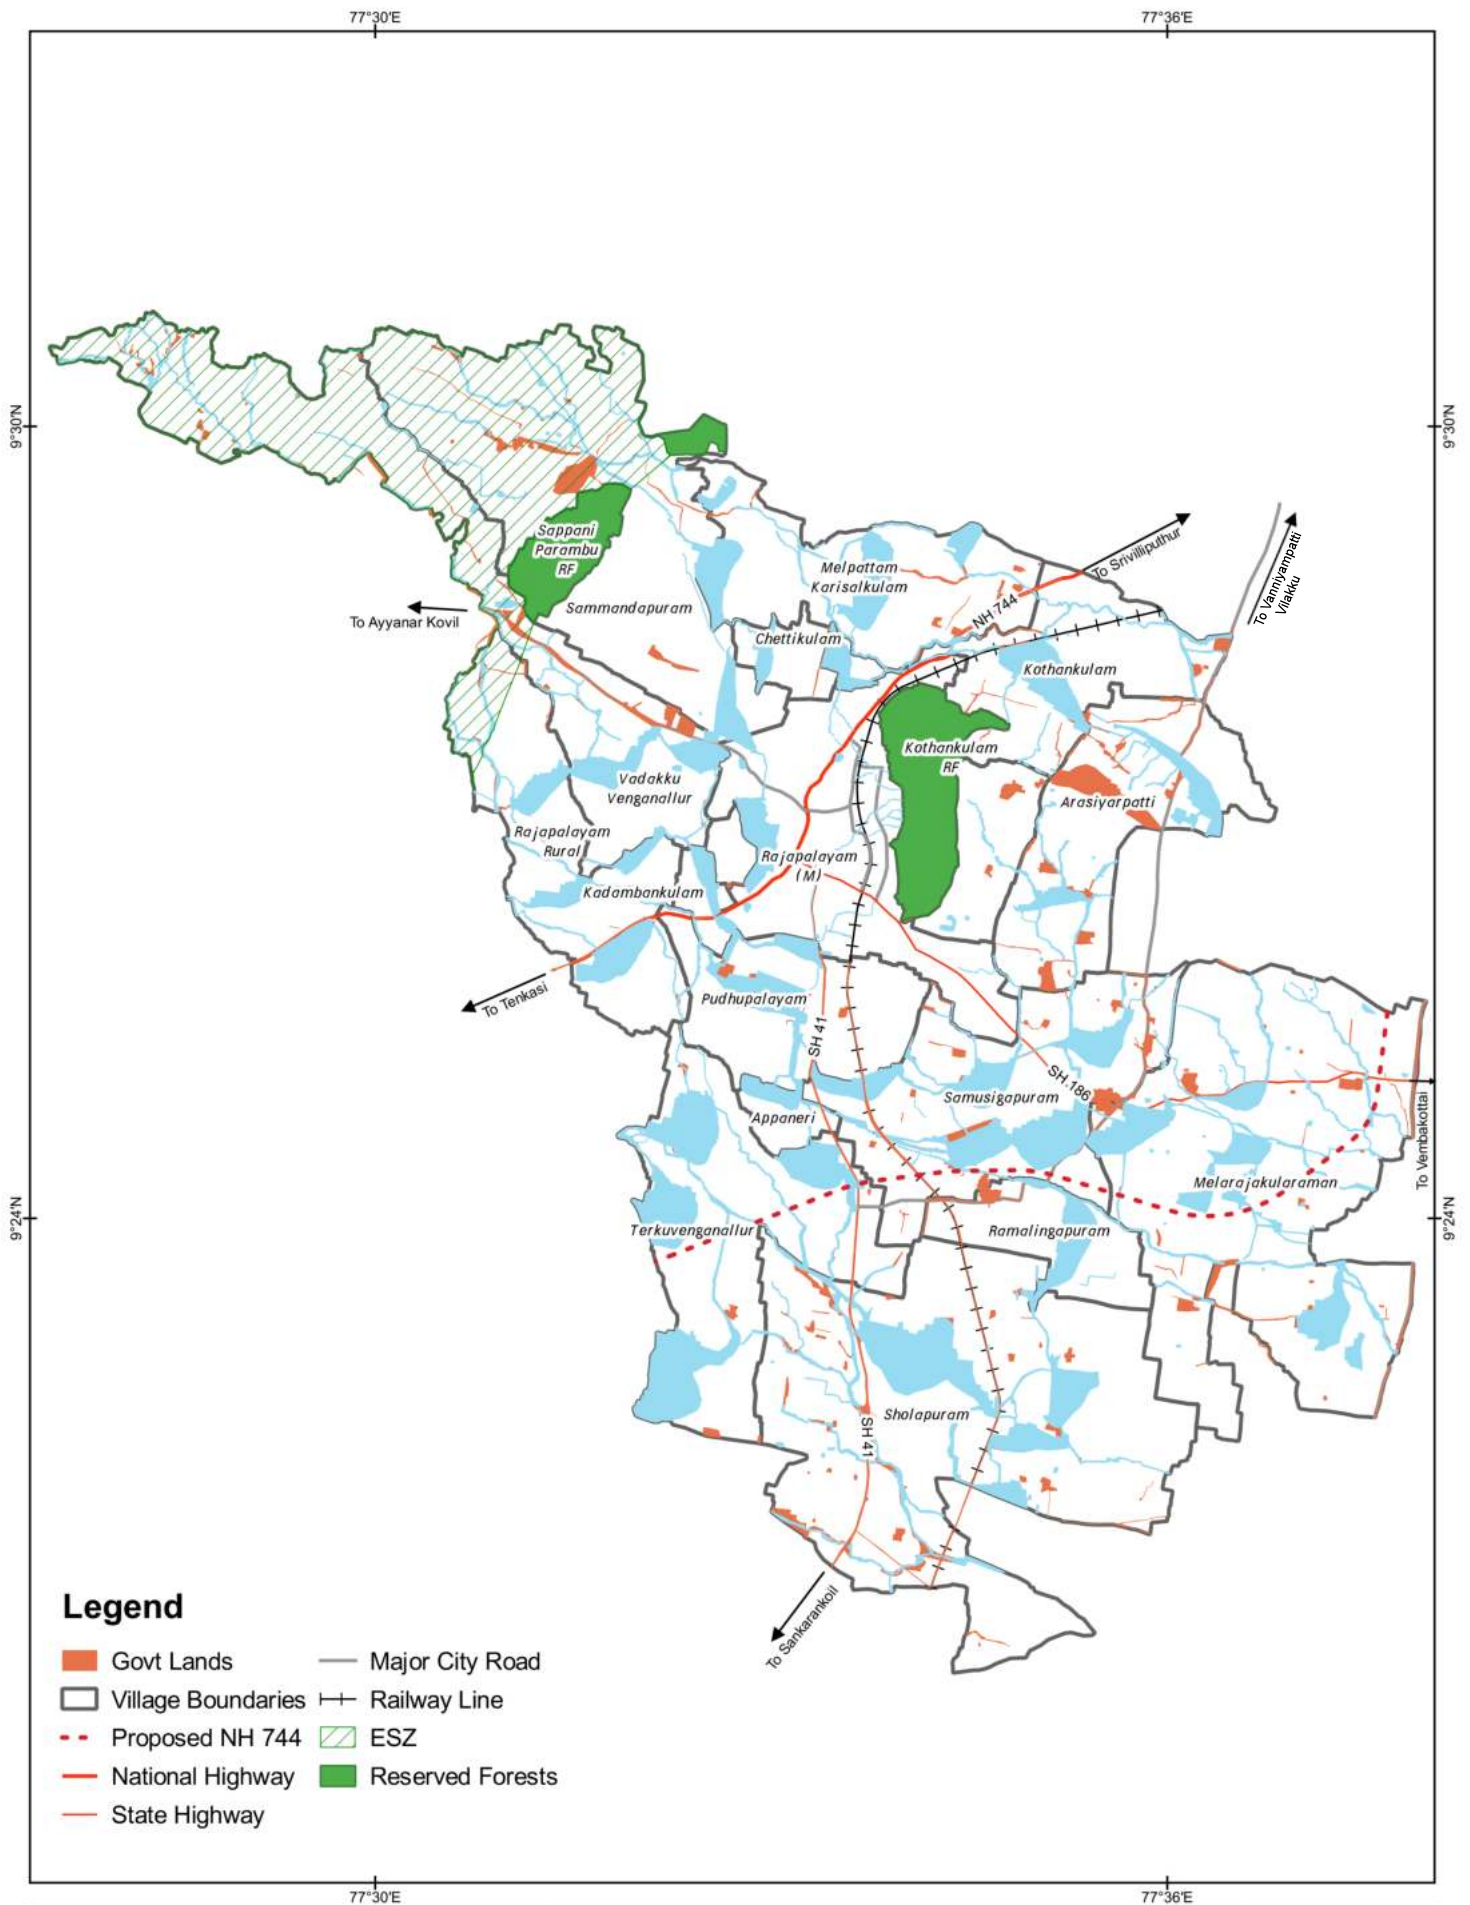 77°30'E
77°36'E
9°30'N
9°30'N
Sappani
Parambu
RF
Sammandapuram
To Ayyanar Kovil
Melpattam
Karisalkulam
To Srivilliputhur
To Vanniyampatti
Vilakku
NH 744
Chettikulam
Kothankulam
Kothankulam
RF
Vadakku
Venganallur
Arasiyarpatti
Rajapalayam
Rural
Rajapalayam
(M)
Kadambankulam
To Tenkasi
Pudhupalayam
SH 41
SH 186
Samusigapuram
Appaneri
To Vembakottai
Melarajakularaman
9°24'N
9°24'N
Terkuvenganallur
Ramalingapuram
Sholapuram
SH 41
To Sankarankoil
Legend
Govt Lands
Major City Road
Village Boundaries
Railway Line
Proposed NH 744
ESZ
National Highway
Reserved Forests
State Highway
77°30'E
77°36'E